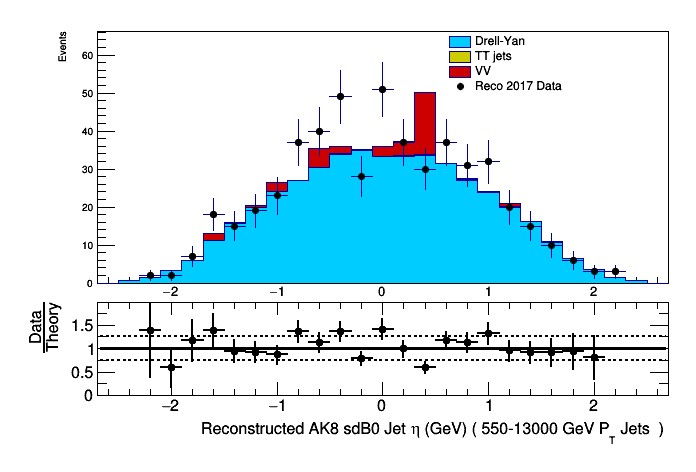 Events
60
50
40
30
20
10
0
Drell-Yan
TT jets
VV
Reco 2017 Data
−2 −1 0 1 2
Data
Theory
1.5
1
0.5
0
−2 −1 0 1 2
Reconstructed AK8 sdB0 Jet η (GeV) ( 550-13000 GeV P_T Jets )